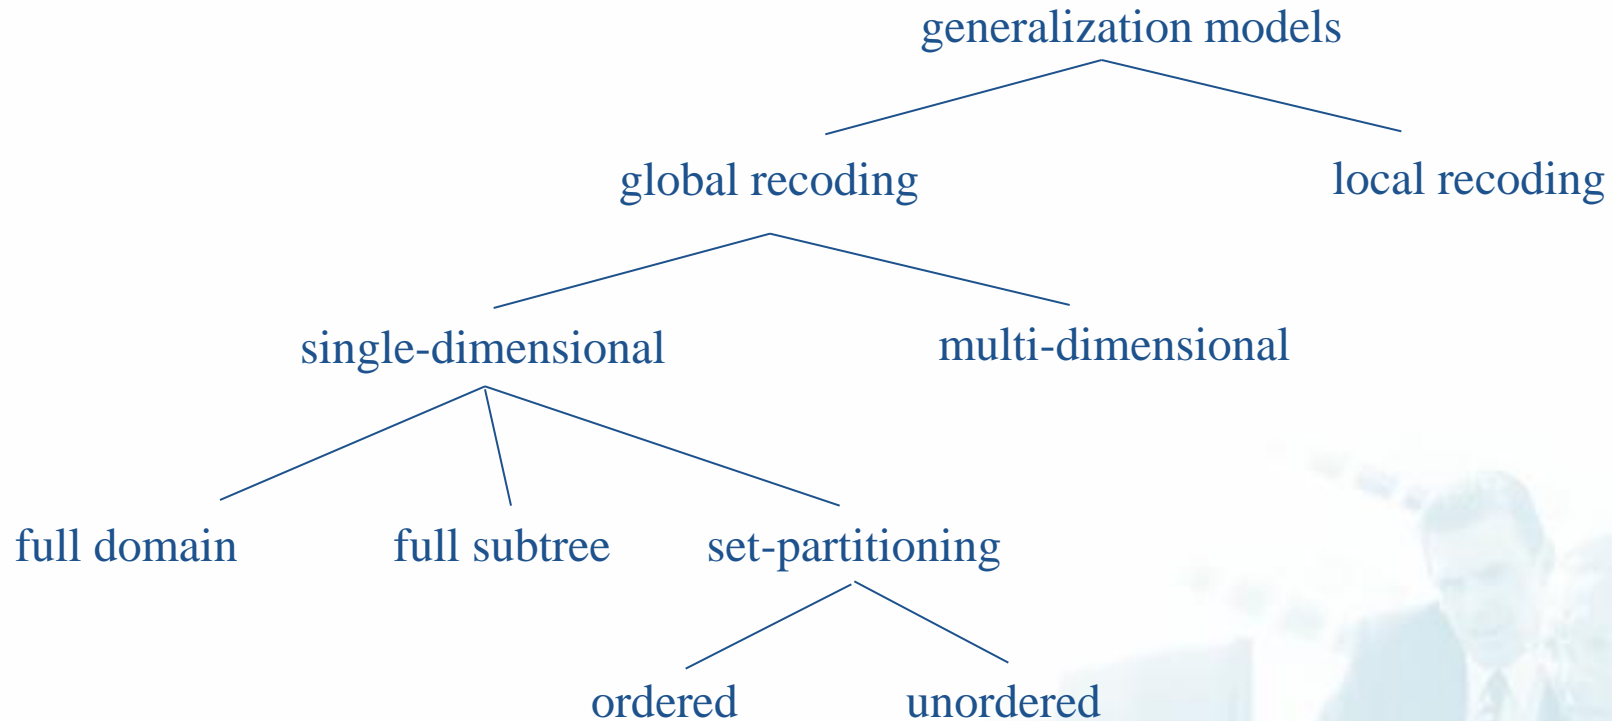 generalization models
global recoding
local recoding
single-dimensional
multi-dimensional
full domain
full subtree
set-partitioning
ordered
unordered